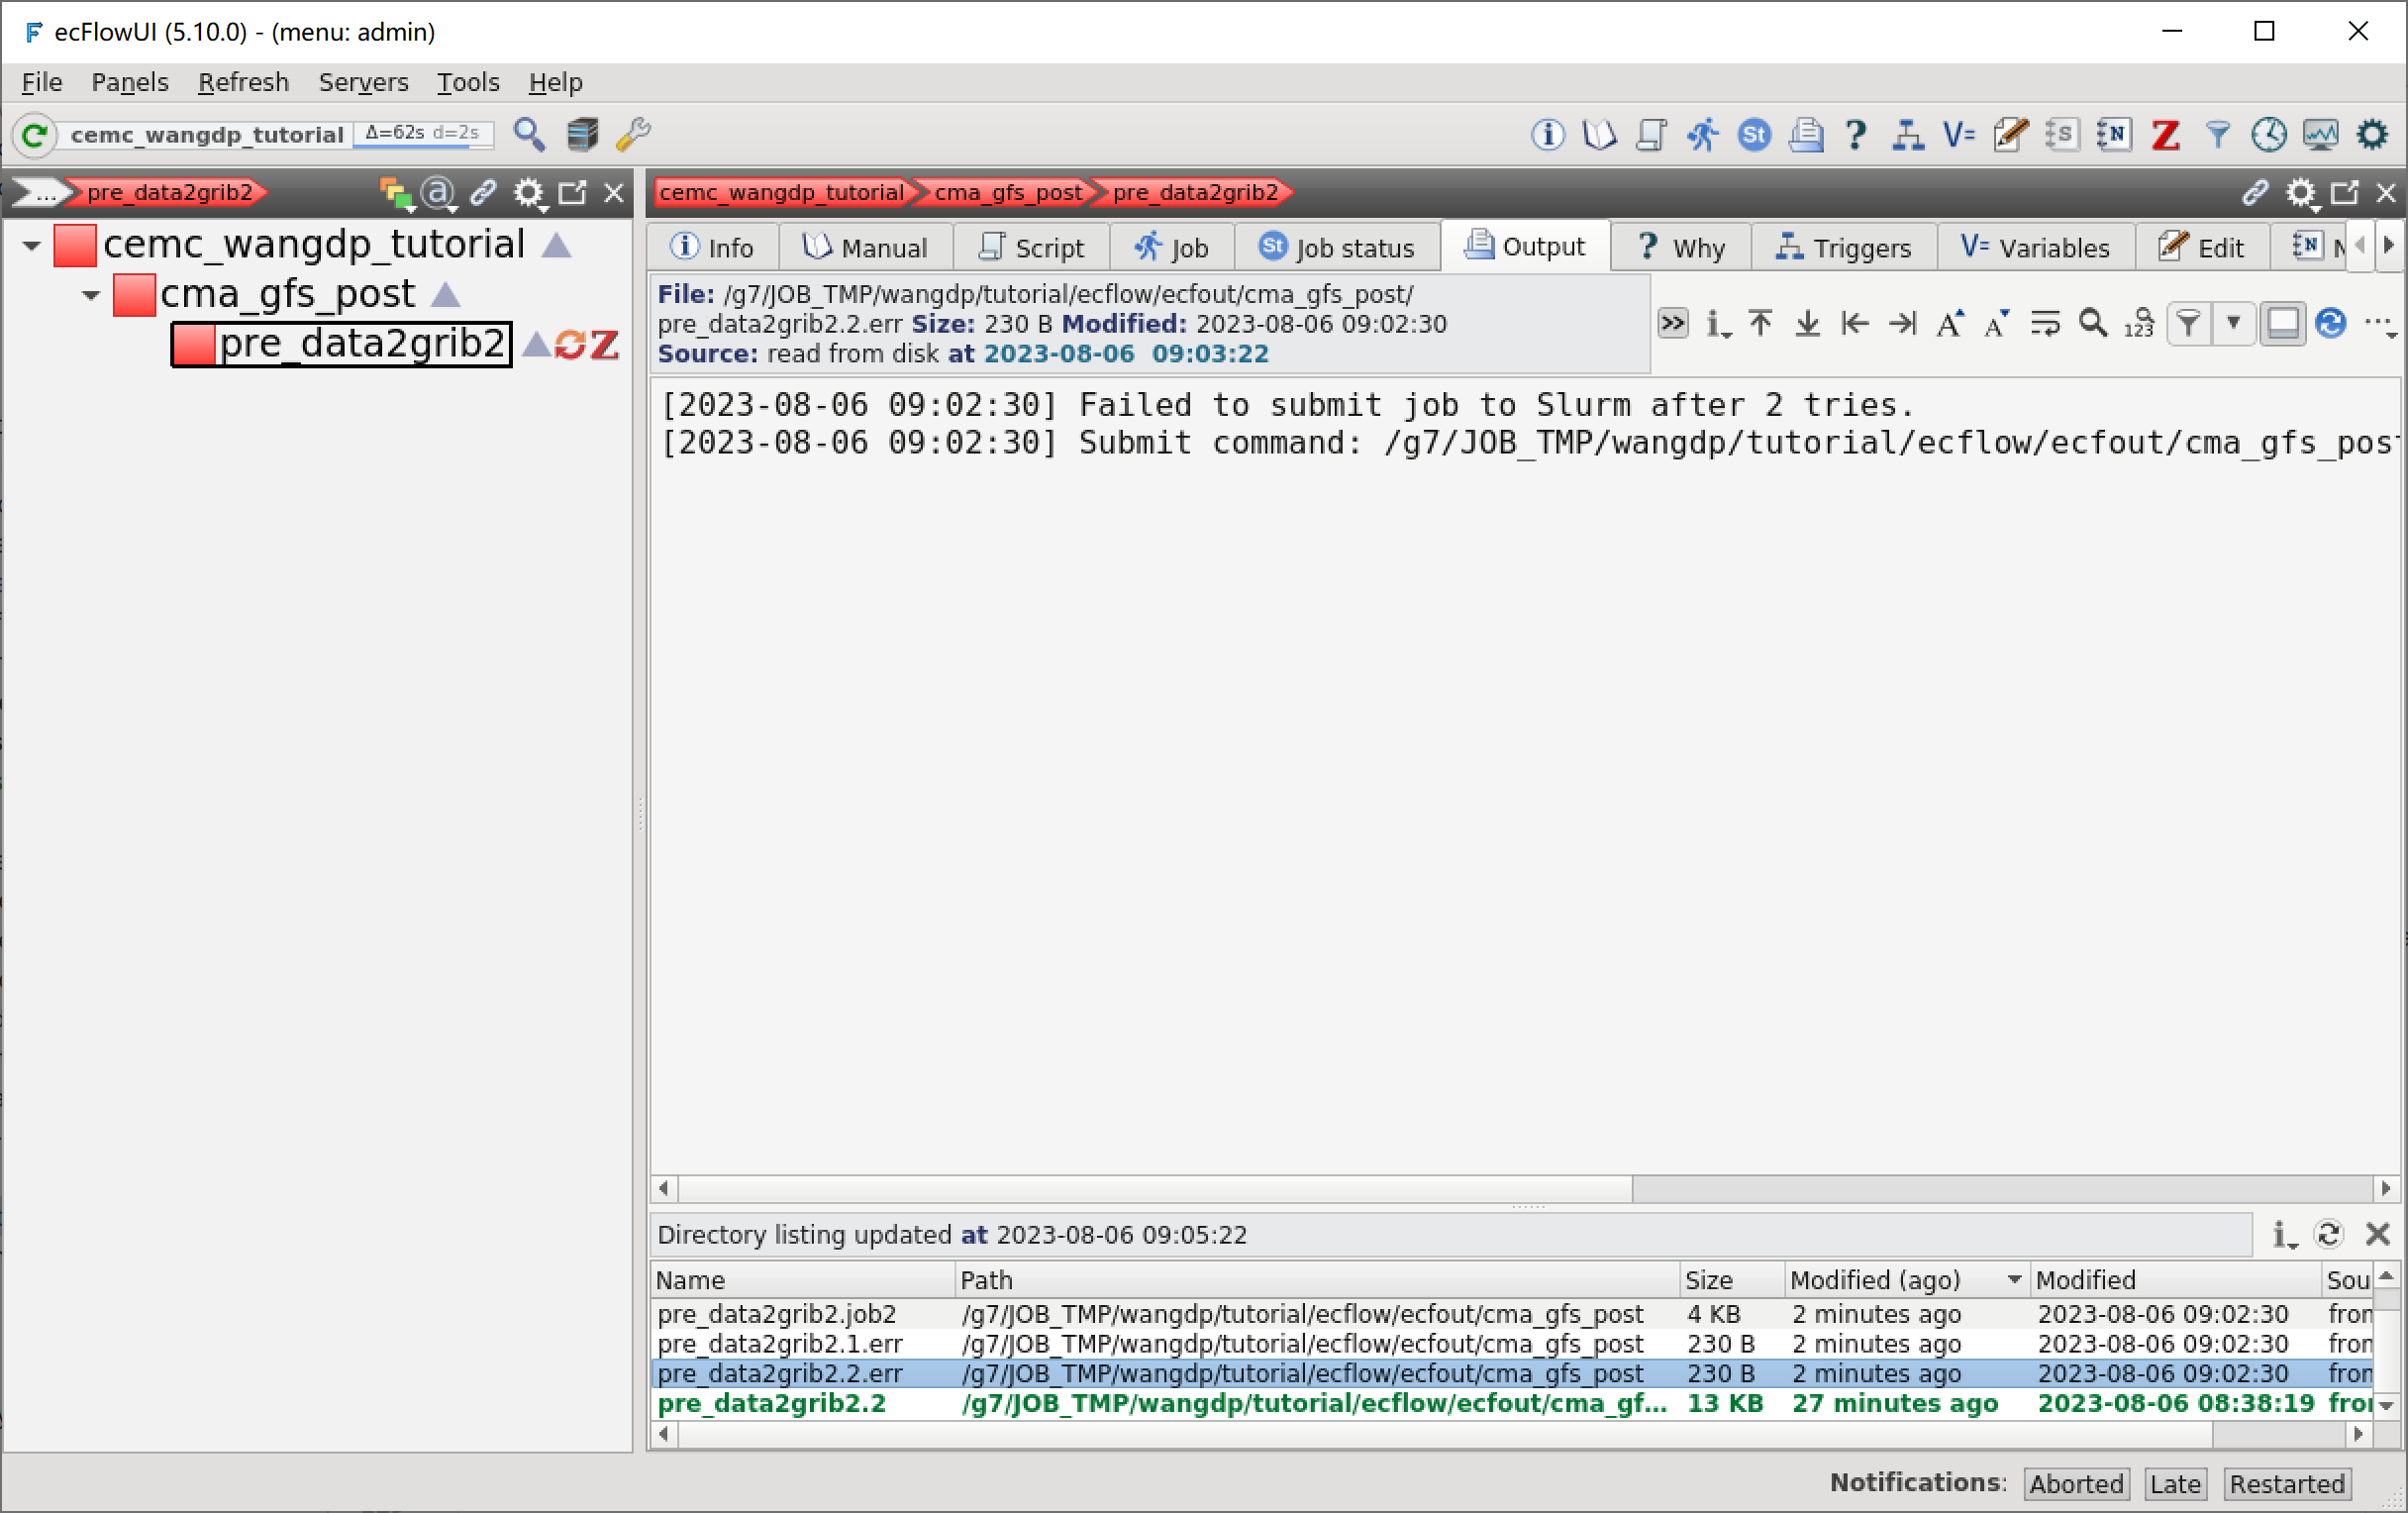 ecFlowUI (5.10.0) - (menu: admin)
File Panels Refresh Servers Tools Help
cemc_wangdp_tutorial Δ=62s d=2s
... pre_data2grib2
cemc_wangdp_tutorial cma_gfs_post pre_data2grib2
cemc_wangdp_tutorial
cma_gfs_post
pre_data2grib2
Info Manual Script Job Job status Output Why Triggers Variables Edit
File: /g7/JOB_TMP/wangdp/tutorial/ecflow/ecfout/cma_gfs_post/
pre_data2grib2.2.err Size: 230 B Modified: 2023-08-06 09:02:30
Source: read from disk at 2023-08-06 09:03:22
[2023-08-06 09:02:30] Failed to submit job to Slurm after 2 tries.
[2023-08-06 09:02:30] Submit command: /g7/JOB_TMP/wangdp/tutorial/ecflow/ecfout/cma_gfs_pos
Directory listing updated at 2023-08-06 09:05:22
Name Path Size Modified (ago) Modified Sou
pre_data2grib2.job2 /g7/JOB_TMP/wangdp/tutorial/ecflow/ecfout/cma_gfs_post 4 KB 2 minutes ago 2023-08-06 09:02:30 fron
pre_data2grib2.1.err /g7/JOB_TMP/wangdp/tutorial/ecflow/ecfout/cma_gfs_post 230 B 2 minutes ago 2023-08-06 09:02:30 fron
pre_data2grib2.2.err /g7/JOB_TMP/wangdp/tutorial/ecflow/ecfout/cma_gfs_post 230 B 2 minutes ago 2023-08-06 09:02:30 fron
pre_data2grib2.2 /g7/JOB_TMP/wangdp/tutorial/ecflow/ecfout/cma_gf... 13 KB 27 minutes ago 2023-08-06 08:38:19 fron
Notifications: Aborted Late Restarted